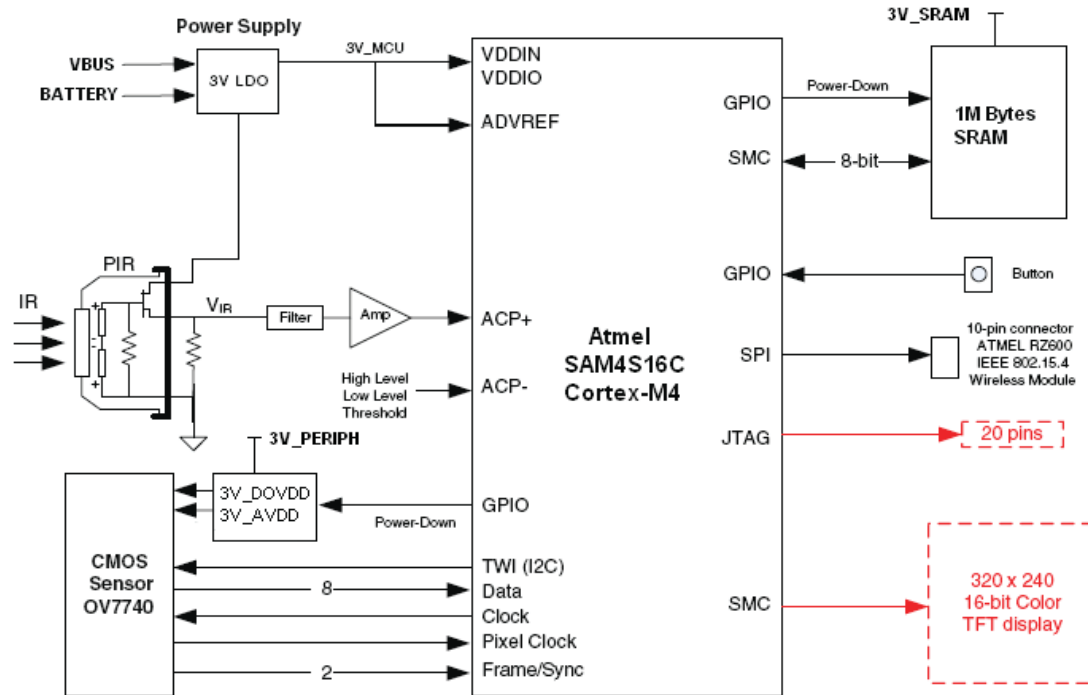 Power Supply
VBUS
BATTERY
3V LDO
3V_MCU
VDDIN
VDDIO
ADVREF
GPIO
Power-Down
SMC
8-bit
3V_SRAM
1M Bytes
SRAM
PIR
IR
+
-
-
+
VIR
Filter
Amp
ACP+
High Level
Low Level
Threshold
ACP-
Atmel
SAM4S16C
Cortex-M4
GPIO
Button
SPI
10-pin connector
ATMEL RZ600
IEEE 802.15.4
Wireless Module
JTAG
20 pins
3V_PERIPH
3V_DOVDD
3V_AVDD
Power-Down
GPIO
CMOS
Sensor
OV7740
TWI (I2C)
8
Data
Clock
Pixel Clock
2
Frame/Sync
SMC
320 x 240
16-bit Color
TFT display